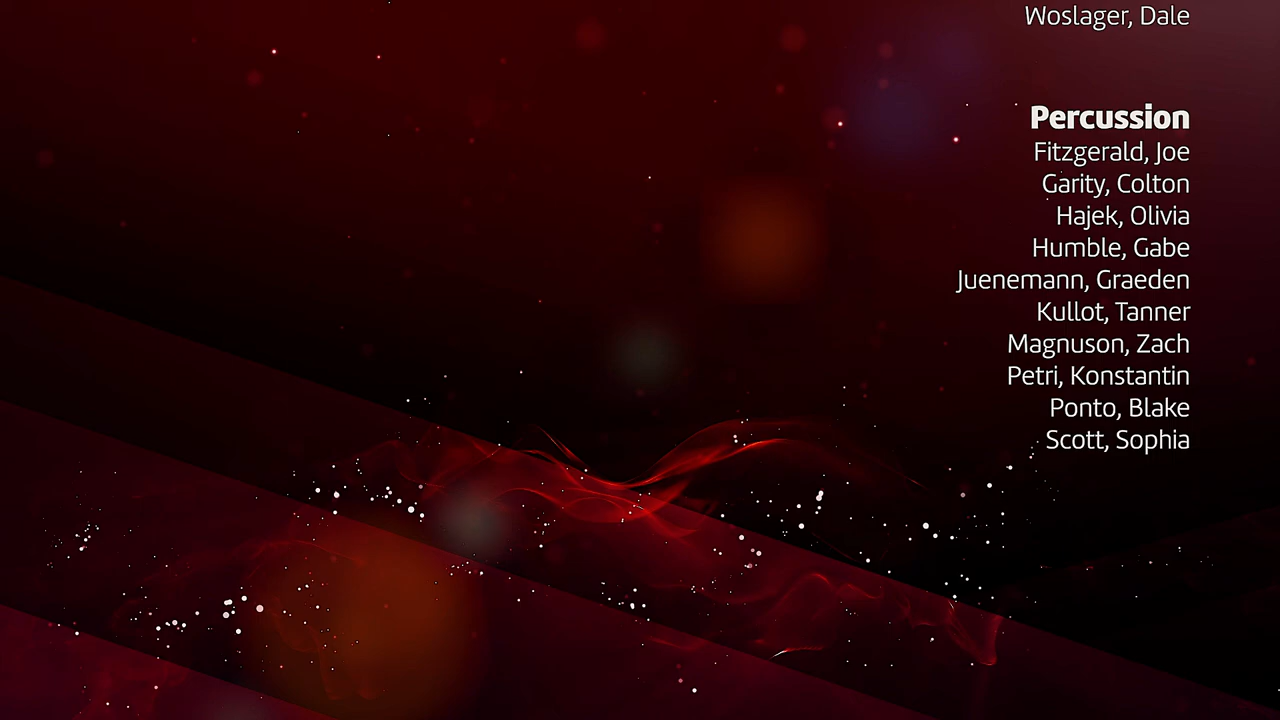 Woslager, Dale
Percussion
Fitzgerald, Joe
Garity, Colton
Hajek, Olivia
Humble, Gabe
Juenemann, Graeden
Kullot, Tanner
Magnuson, Zach
Petri, Konstantin
Ponto, Blake
Scott, Sophia